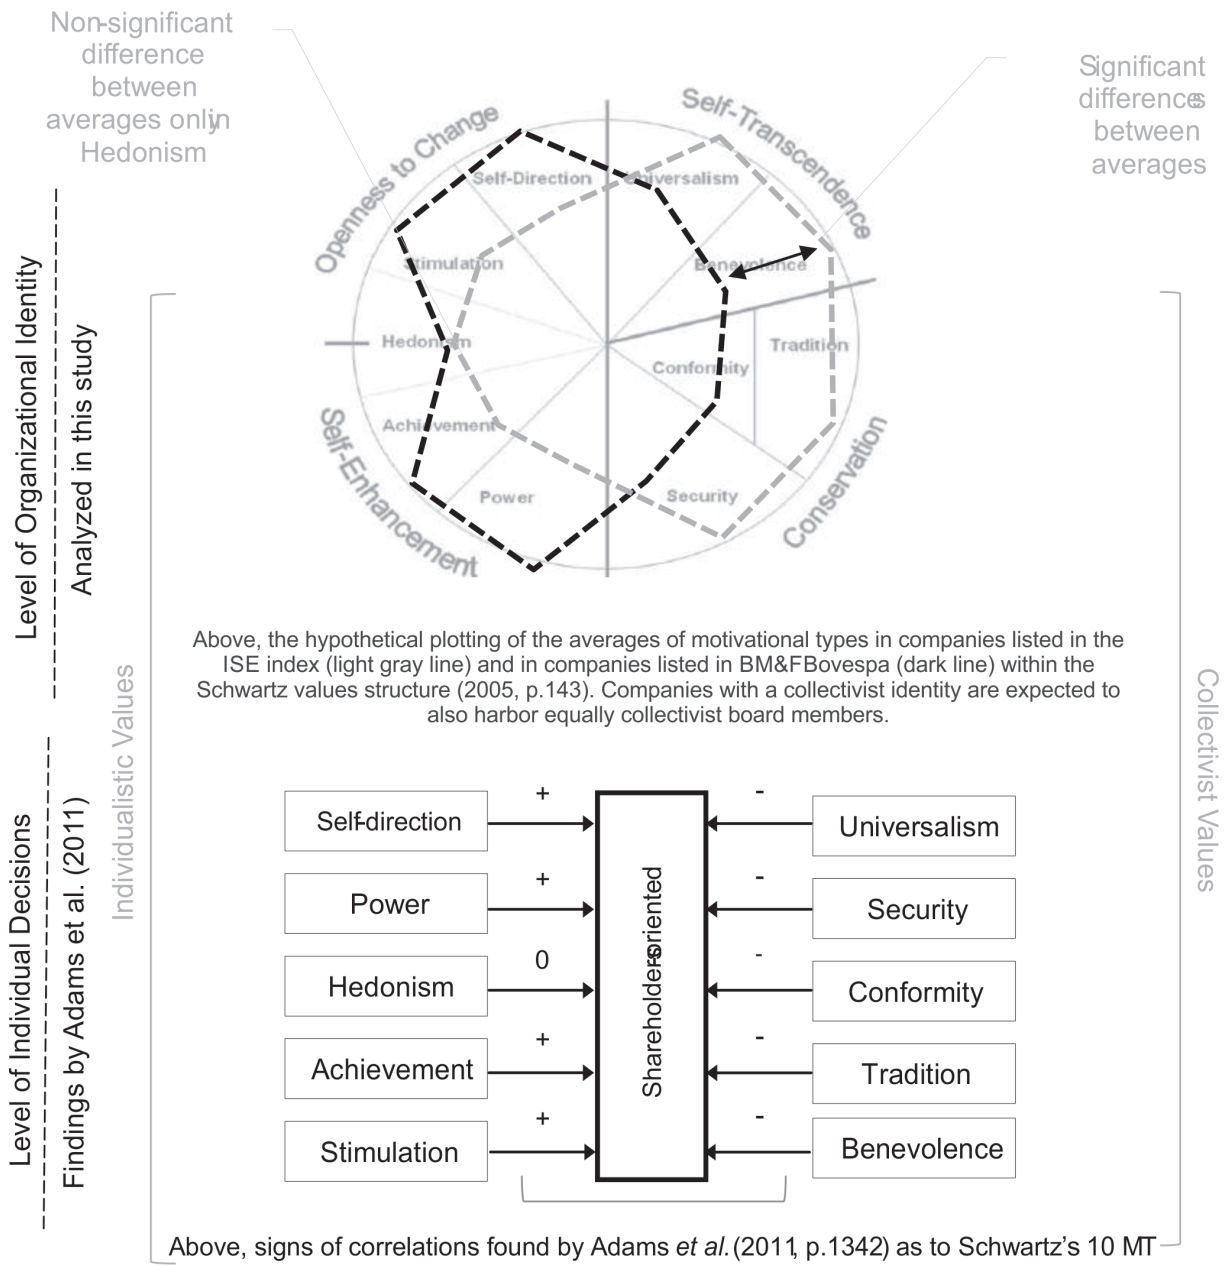 Non-significant
difference
between
averages only in
Hedonism
Significant
differences
between
averages
Openness to Change
Self-Transcendence
Self-Direction
Universalism
Stimulation
Benevolence
Hedonism
Tradition
Conformity
Achievement
Power
Security
Self-Enhancement
Conservation
Level of Organizational Identity
Analyzed in this study
Above, the hypothetical plotting of the averages of motivational types in companies listed in the
ISE index (light gray line) and in companies listed in BM&FBovespa (dark line) within the
Schwartz values structure (2005, p.143). Companies with a collectivist identity are expected to
also harbor equally collectivist board members.
Individualistic Values
Collectivist Values
Level of Individual Decisions
Findings by Adams et al. (2011)
Self-direction
+
-
Universalism
Power
+
-
Security
Hedonism
0
-
Conformity
Achievement
+
-
Tradition
Stimulation
+
-
Benevolence
Shareholders-oriented
Above, signs of correlations found by Adams et al. (2011, p.1342) as to Schwartz's 10 MT